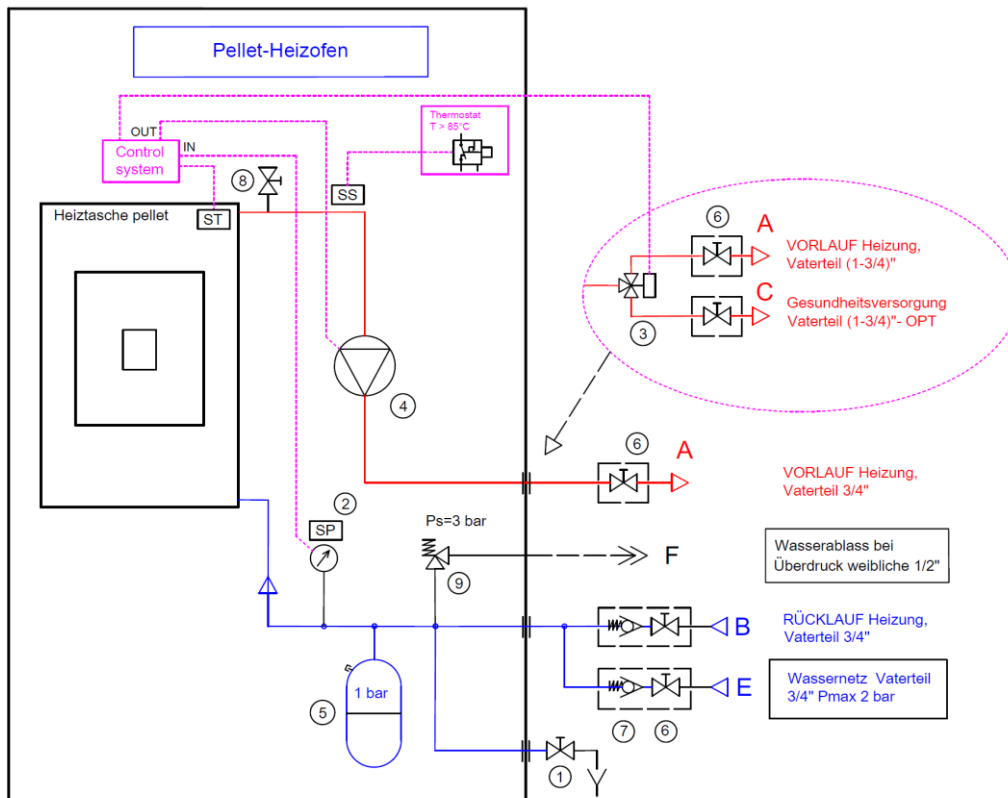 Pellet-Heizofen
Thermostat
T > 85°C
OUT
IN
Control
system
8
SS
ST
Heiztasche pellet
6
A
VORLAUF Heizung,
Vaterteil (1-3/4)"
C
Gesundheitsversorgung
Vaterteil (1-3/4)"- OPT
3
4
6
A
VORLAUF Heizung,
Vaterteil 3/4"
2
SP
Ps=3 bar
F
Wasserablass bei
Überdruck weibliche 1/2"
9
B
RÜCKLAUF Heizung,
Vaterteil 3/4"
1 bar
E
Wassernetz Vaterteil
3/4" Pmax 2 bar
5
7
6
1